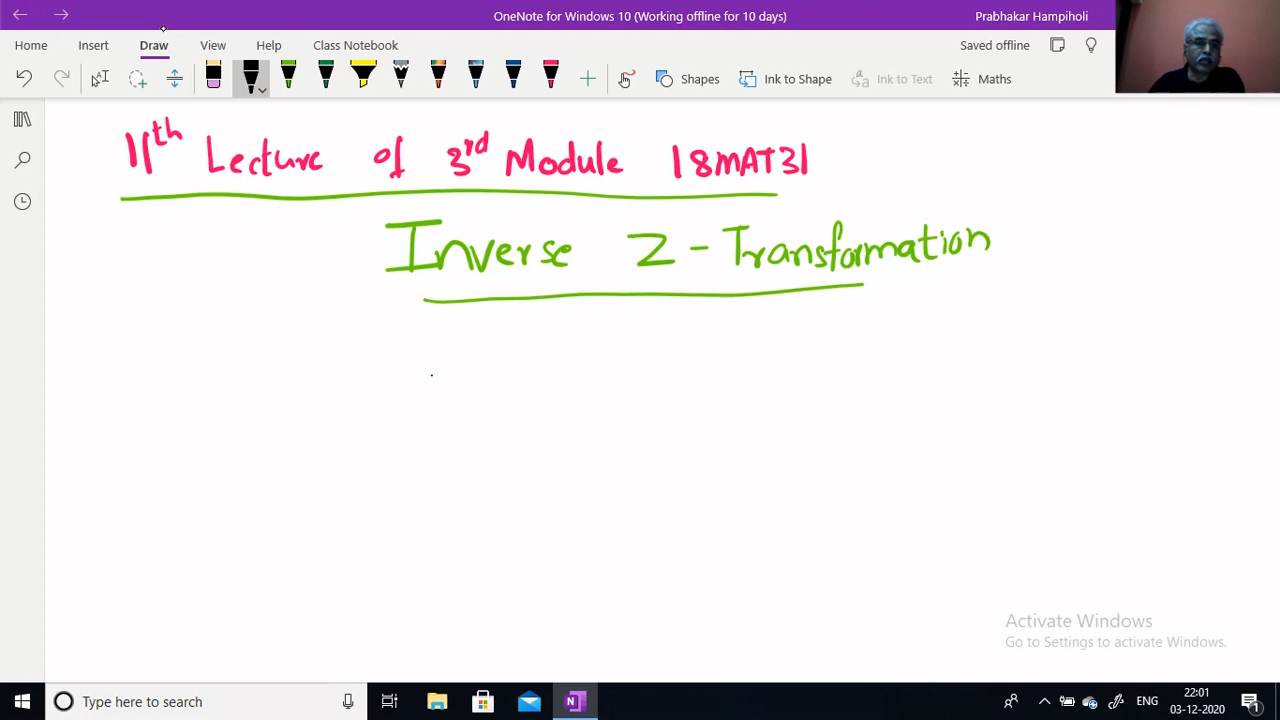 OneNote for Windows 10 (Working offline for 10 days)
Prabhakar Hampiholi
Home Insert Draw View Help Class Notebook
Saved offline
Shapes Ink to Shape Ink to Text Maths
11th Lecture of 3rd Module 18MAT31
Inverse Z-Transformation
Activate Windows
Go to Settings to activate Windows.
Type here to search
N
ENG
22:01
03-12-2020
1